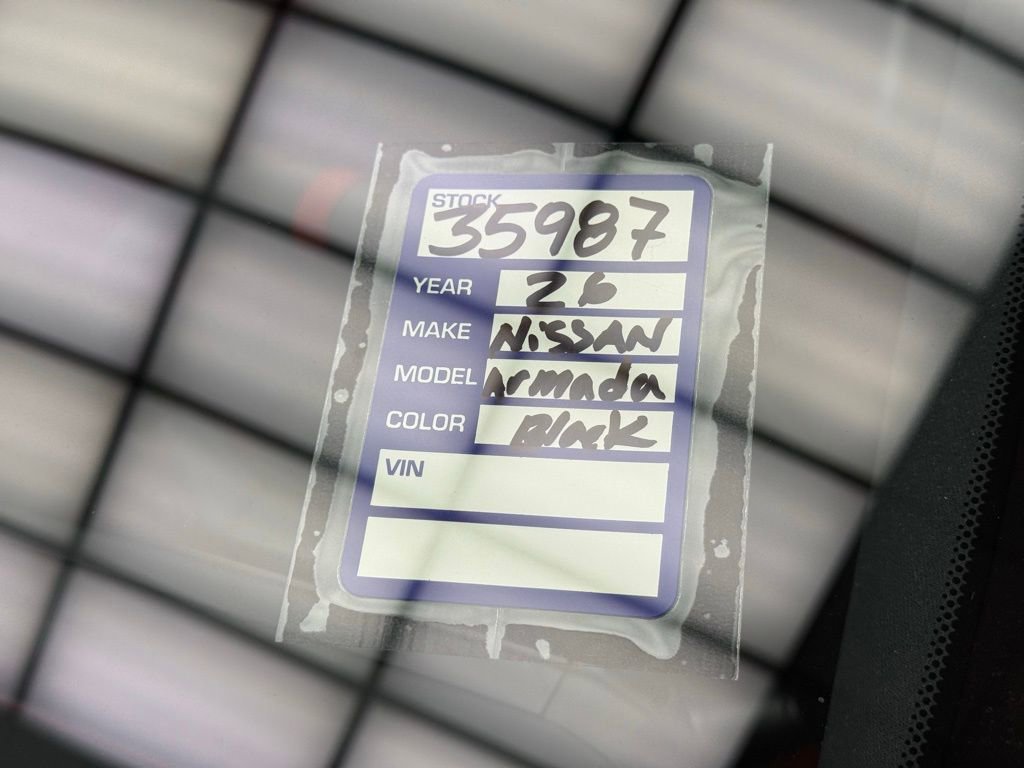 STOCK
35987
YEAR 26
MAKE NISSAN
MODEL Armada
COLOR Black
VIN